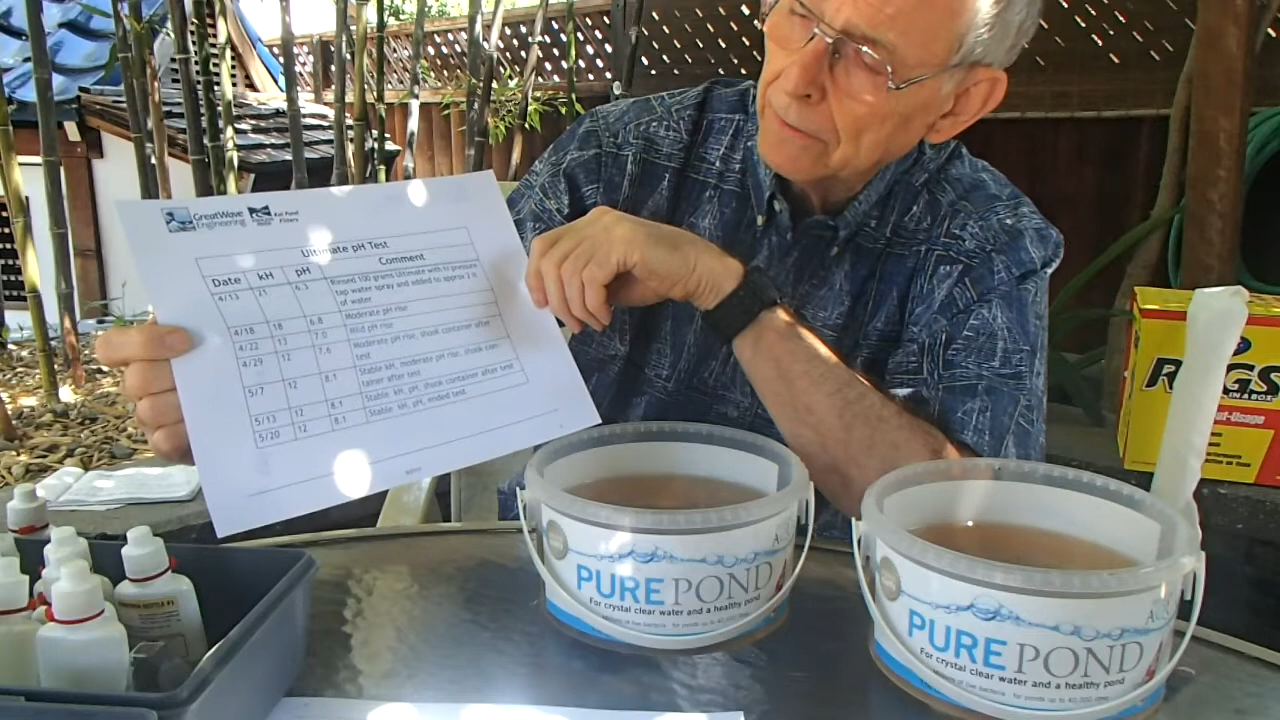 GreatWave
Engineering
Koi Pond
Filters
Ultimate pH Test
Date kH pH Comment
4/13 21 6.3 Rinsed 100 grams Ultimate with hi pressure
tap water spray and added to approx 2 ls
of water
4/18 18 6.8 Moderate pH rise
4/22 13 7.0 Mild pH rise
4/29 12 7.6 Moderate pH rise, shook container after
test
5/7 12 8.1 Stable kH, moderate pH rise, shook con-
tainer after test
5/13 12 8.1 Stable kH, pH, shook container after test
5/20 12 8.1 Stable kH, pH, ended test.
RAGS
IN A BOX
PURE POND
For crystal clear water and a healthy pond
PURE POND
For crystal clear water and a healthy pond